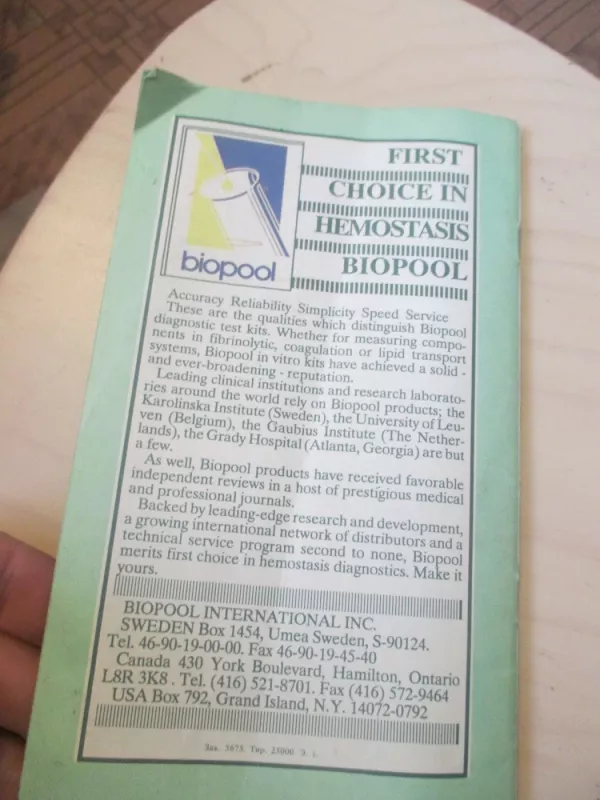 biopool
FIRST
CHOICE IN
HEMOSTASIS
BIOPOOL
Accuracy Reliability Simplicity Speed Service
These are the qualities which distinguish Biopool
diagnostic test kits. Whether for measuring compo-
nents in fibrinolytic, coagulation or lipid transport
systems, Biopool in vitro kits have achieved a solid -
and ever-broadening - reputation.
Leading clinical institutions and research laborato-
ries around the world rely on Biopool products; the
Karolinska Institute (Sweden), the University of Leu-
ven (Belgium), the Gaubius Institute (The Nether-
lands), the Grady Hospital (Atlanta, Georgia) are but
a few.
As well, Biopool products have received favorable
independent reviews in a host of prestigious medical
and professional journals.
Backed by leading-edge research and development,
a growing international network of distributors and a
technical service program second to none, Biopool
merits first choice in hemostasis diagnostics. Make it
yours.
BIOPOOL INTERNATIONAL INC.
SWEDEN Box 1454, Umea Sweden, S-90124.
Tel. 46-90-19-00-00. Fax 46-90-19-45-40
Canada 430 York Boulevard, Hamilton, Ontario
L8R 3K8 . Tel. (416) 521-8701. Fax (416) 572-9464
USA Box 792, Grand Island, N.Y. 14072-0792
Зак. 5675. Тир. 25000